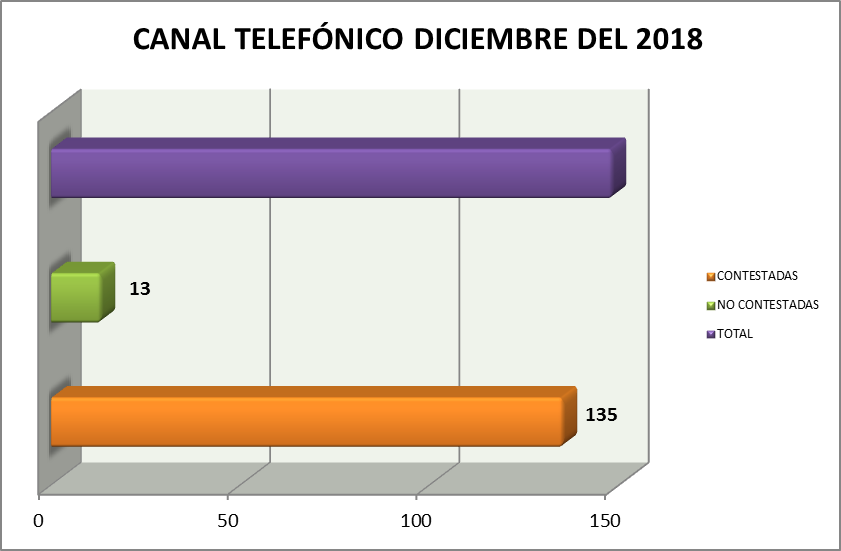 CANAL TELEFÓNICO DICIEMBRE DEL 2018
13
135
0 50 100 150
CONTESTADAS
NO CONTESTADAS
TOTAL